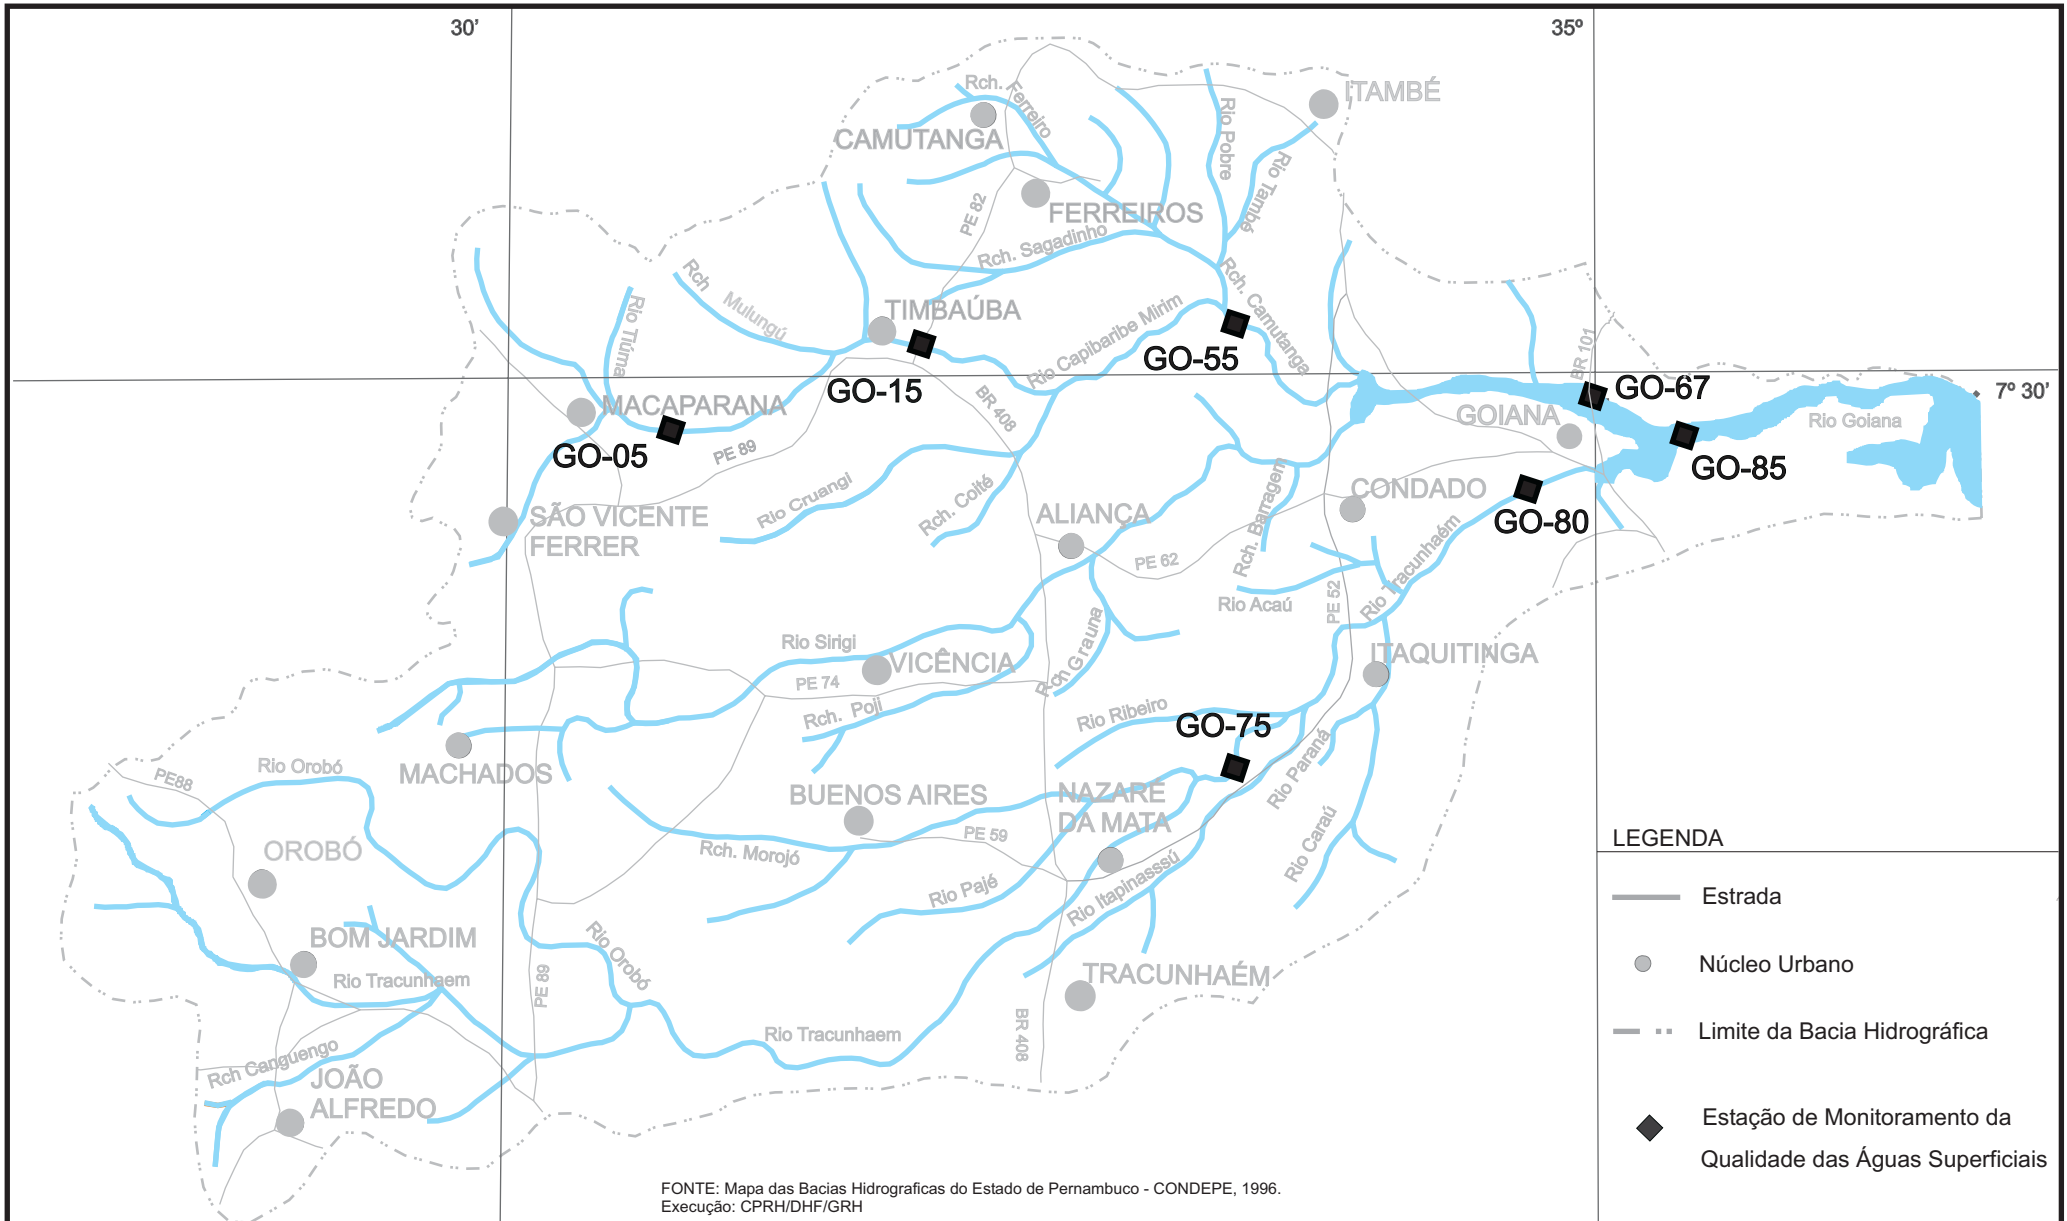 30'
35º
Rch. Ferreiro
ITAMBÉ
CAMUTANGA
Rio Pobre
Rio També
PE 82
FERREIROS
Rch. Sagadinho
Rch Mulungú
Rio Tiúma
TIMBAÚBA
Rio Capibaribe Mirim
Rch. Camutanga
GO-55
BR 101
GO-15
BR 408
GO-67
7º 30'
MACAPARANA
GOIANA
Rio Goiana
GO-05
PE 89
GO-85
Rio Cruangi
Rch. Coité
Rch. Barragem
CONDADO
SÃO VICENTE
FERRER
ALIANÇA
GO-80
PE 62
Rio Tracunhaém
Rio Acaú
PE 52
Rio Sirigi
VICÊNCIA
Rch Grauna
ITAQUITINGA
PE 74
Rch. Poji
Rio Ribeiro
GO-75
Rio Paraná
MACHADOS
Rio Orobó
PE88
BUENOS AIRES
NAZARÉ
DA MATA
PE 59
Rio Caraú
LEGENDA
OROBÓ
Rch. Morojó
Rio Pajé
Rio Itapinassú
Estrada
BOM JARDIM
Rio Orobó
Núcleo Urbano
Rio Tracunhaem
PE 89
TRACUNHAÉM
BR 408
Rio Tracunhaem
Limite da Bacia Hidrográfica
Rch Canguengo
JOÃO
ALFREDO
Estação de Monitoramento da
Qualidade das Águas Superficiais
FONTE: Mapa das Bacias Hidrograficas do Estado de Pernambuco - CONDEPE, 1996.
Execução: CPRH/DHF/GRH